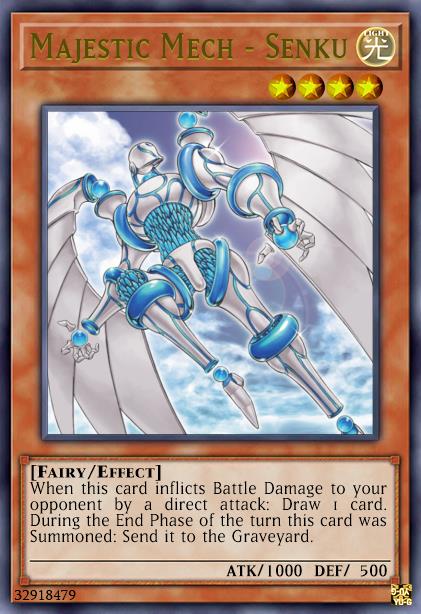 Majestic Mech - Senku
LIGHT
光
[Fairy/Effect]
When this card inflicts Battle Damage to your
opponent by a direct attack: Draw 1 card.
During the End Phase of the turn this card was
Summoned: Send it to the Graveyard.
ATK/1000 DEF/ 500
32918479